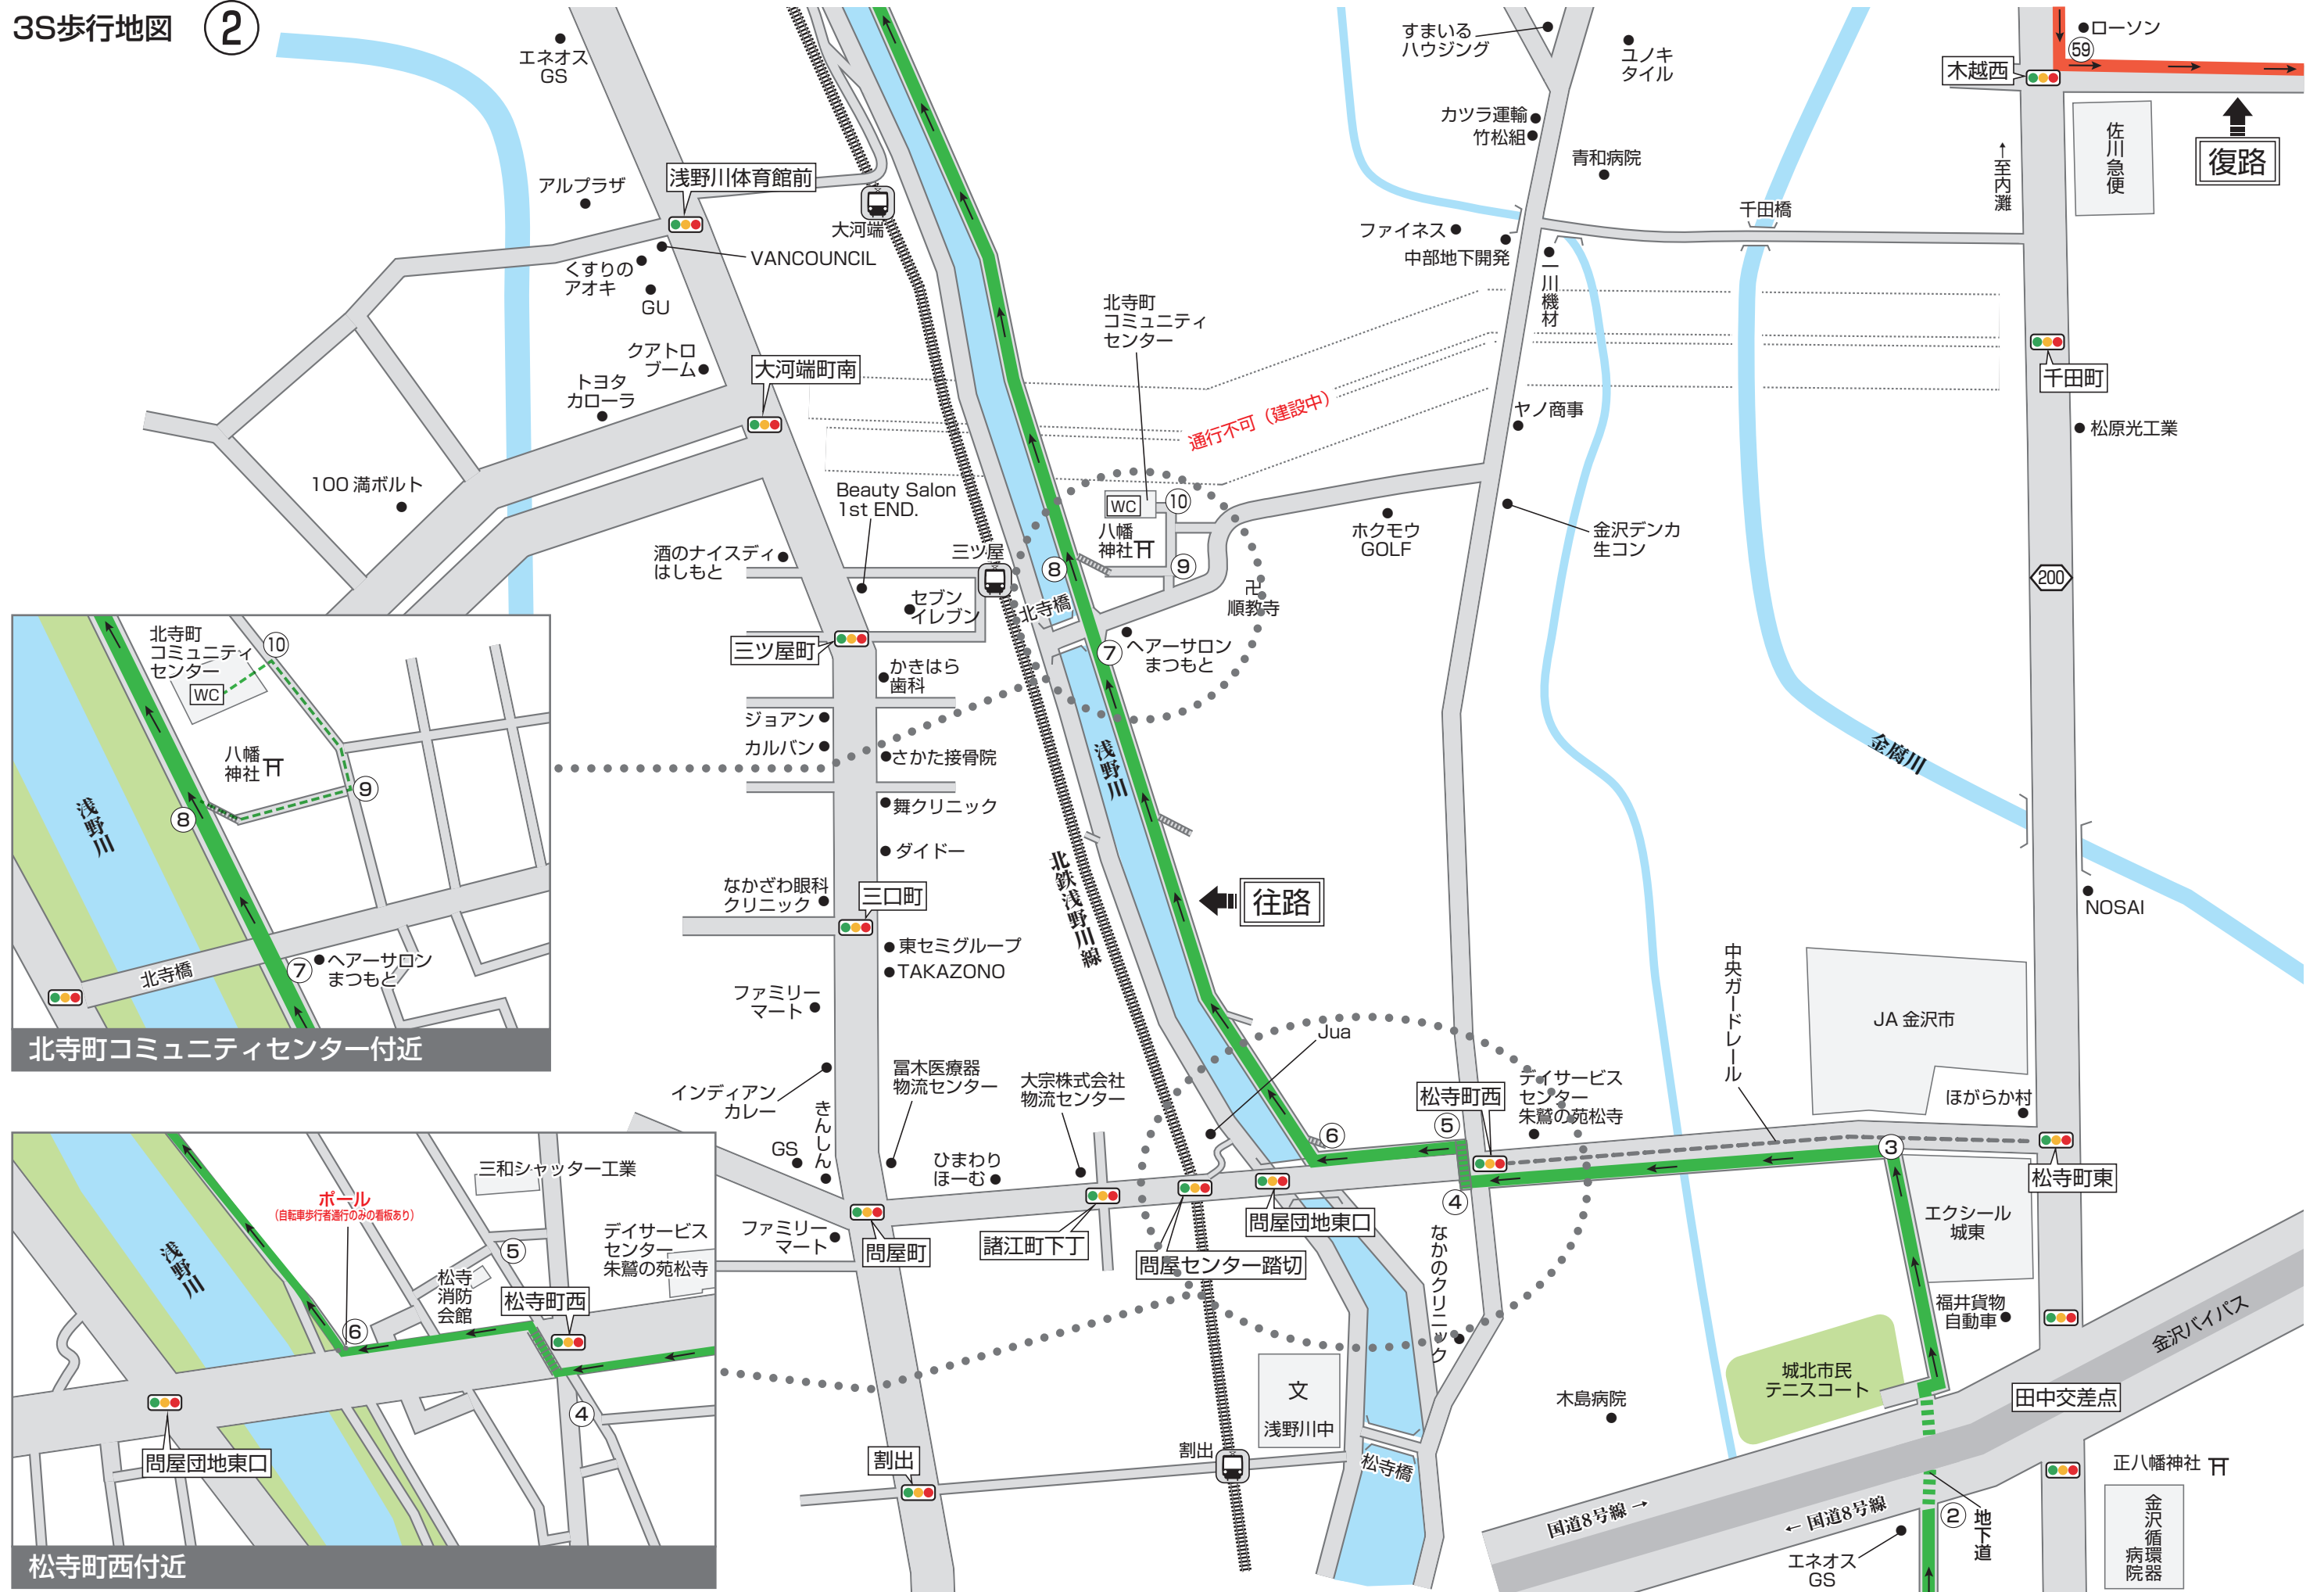 3S歩行地図 ②
エネオス
GS
すまいる
ハウジング
ユノキ
タイル
ローソン
59
木越西
復路
佐
川
急
便
←至内灘
カツラ運輸
竹松組
青和病院
千田橋
ファイネス
中部地下開発
一川機材
浅野川体育館前
アルプラザ
大河端
VANCOUNCIL
くすりの
アオキ
GU
クアトロ
ブーム
トヨタ
カローラ
大河端町南
北寺町
コミュニティ
センター
通行不可（建設中）
千田町
松原光工業
ヤノ商事
100満ボルト
Beauty Salon
1st END.
WC
⑩
八幡
神社
ホクモウ
GOLF
金沢デンカ
生コン
酒のナイスディ
はしもと
三ツ屋
⑧
⑨
200
セブン
イレブン
北寺橋
卍
順教寺
三ツ屋町
⑦
ヘアーサロン
まつもと
かきはら
歯科
ジョアン
カルバン
さかた接骨院
浅野川
金腐川
舞クリニック
ダイドー
北鉄浅野川線
なかざわ眼科
クリニック
三口町
往路
NOSAI
東セミグループ
TAKAZONO
ファミリー
マート
中央ガードレール
JA金沢市
Jua
インディアン
カレー
冨木医療器
物流センター
大宗株式会社
物流センター
松寺町西
デイサービス
センター
朱鷺の苑松寺
ほがらか村
きんしん
GS
ひまわり
ほーむ
⑥
⑤
③
④
松寺町東
ファミリー
マート
問屋町
諸江町下丁
問屋センター踏切
問屋団地東口
なかのクリニック
エクシール
城東
福井貨物
自動車
金沢バイパス
文
浅野川中
木島病院
城北市民
テニスコート
田中交差点
割出
割出
松寺橋
国道8号線 →
← 国道8号線
②
地下道
エネオス
GS
正八幡神社
金沢循環器
病院
北寺町
コミュニティ
センター
WC
⑩
八幡
神社
⑨
⑧
浅野川
北寺橋
⑦
ヘアーサロン
まつもと
北寺町コミュニティセンター付近
三和シャッター工業
ポール
（自転車歩行者通行のみの看板あり）
デイサービス
センター
朱鷺の苑松寺
⑤
松寺
消防
会館
松寺町西
浅野川
⑥
④
問屋団地東口
松寺町西付近